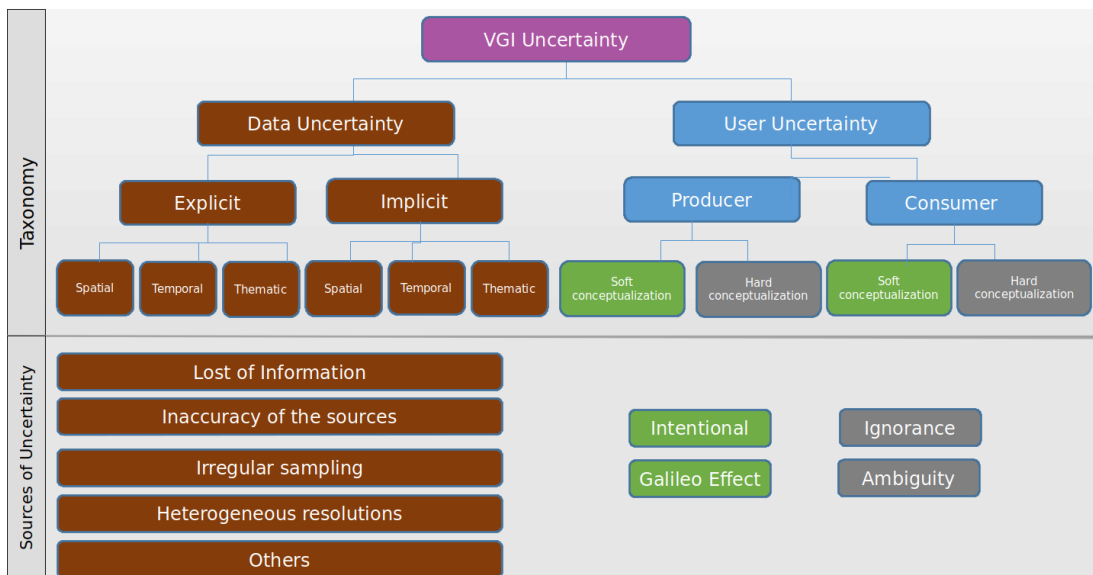 VGI Uncertainty
Data Uncertainty
User Uncertainty
Taxonomy
Explicit
Implicit
Producer
Consumer
Spatial
Temporal
Thematic
Spatial
Temporal
Thematic
Soft
conceptualization
Hard
conceptualization
Soft
conceptualization
Hard
conceptualization
Sources of Uncertainty
Lost of Information
Inaccuracy of the sources
Irregular sampling
Heterogeneous resolutions
Others
Intentional
Ignorance
Galileo Effect
Ambiguity